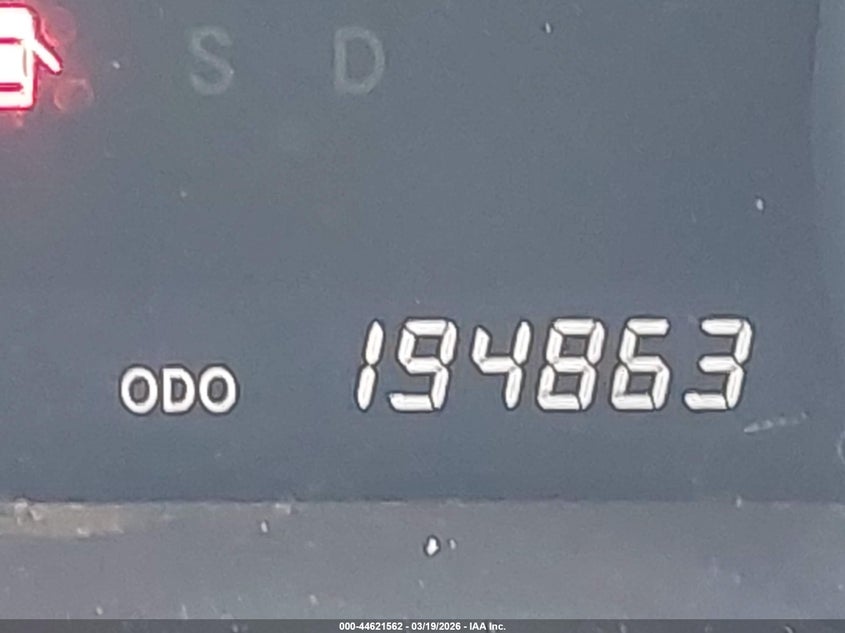 S D
ODO 194863
000-44621562 - 03/19/2026 - IAA Inc.